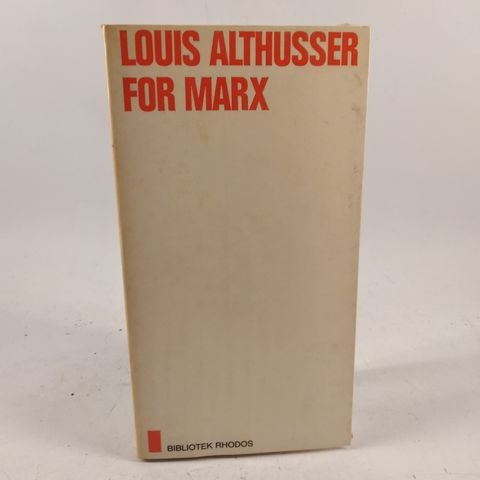 LOUIS ALTHUSSER
FOR MARX
BIBLIOTEK RHODOS